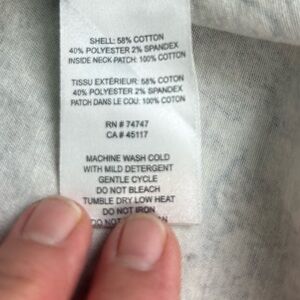 SHELL: 58% COTTON
40% POLYESTER 2% SPANDEX
INSIDE NECK PATCH: 100% COTTON
TISSU EXTÉRIEUR: 58% COTON
40% POLYESTER 2% SPANDEX
PATCH DANS LE COU: 100% COTON
RN # 74747
CA # 45117
MACHINE WASH COLD
WITH MILD DETERGENT
GENTLE CYCLE
DO NOT BLEACH
TUMBLE DRY LOW HEAT
DO NOT IRON
DO NOT